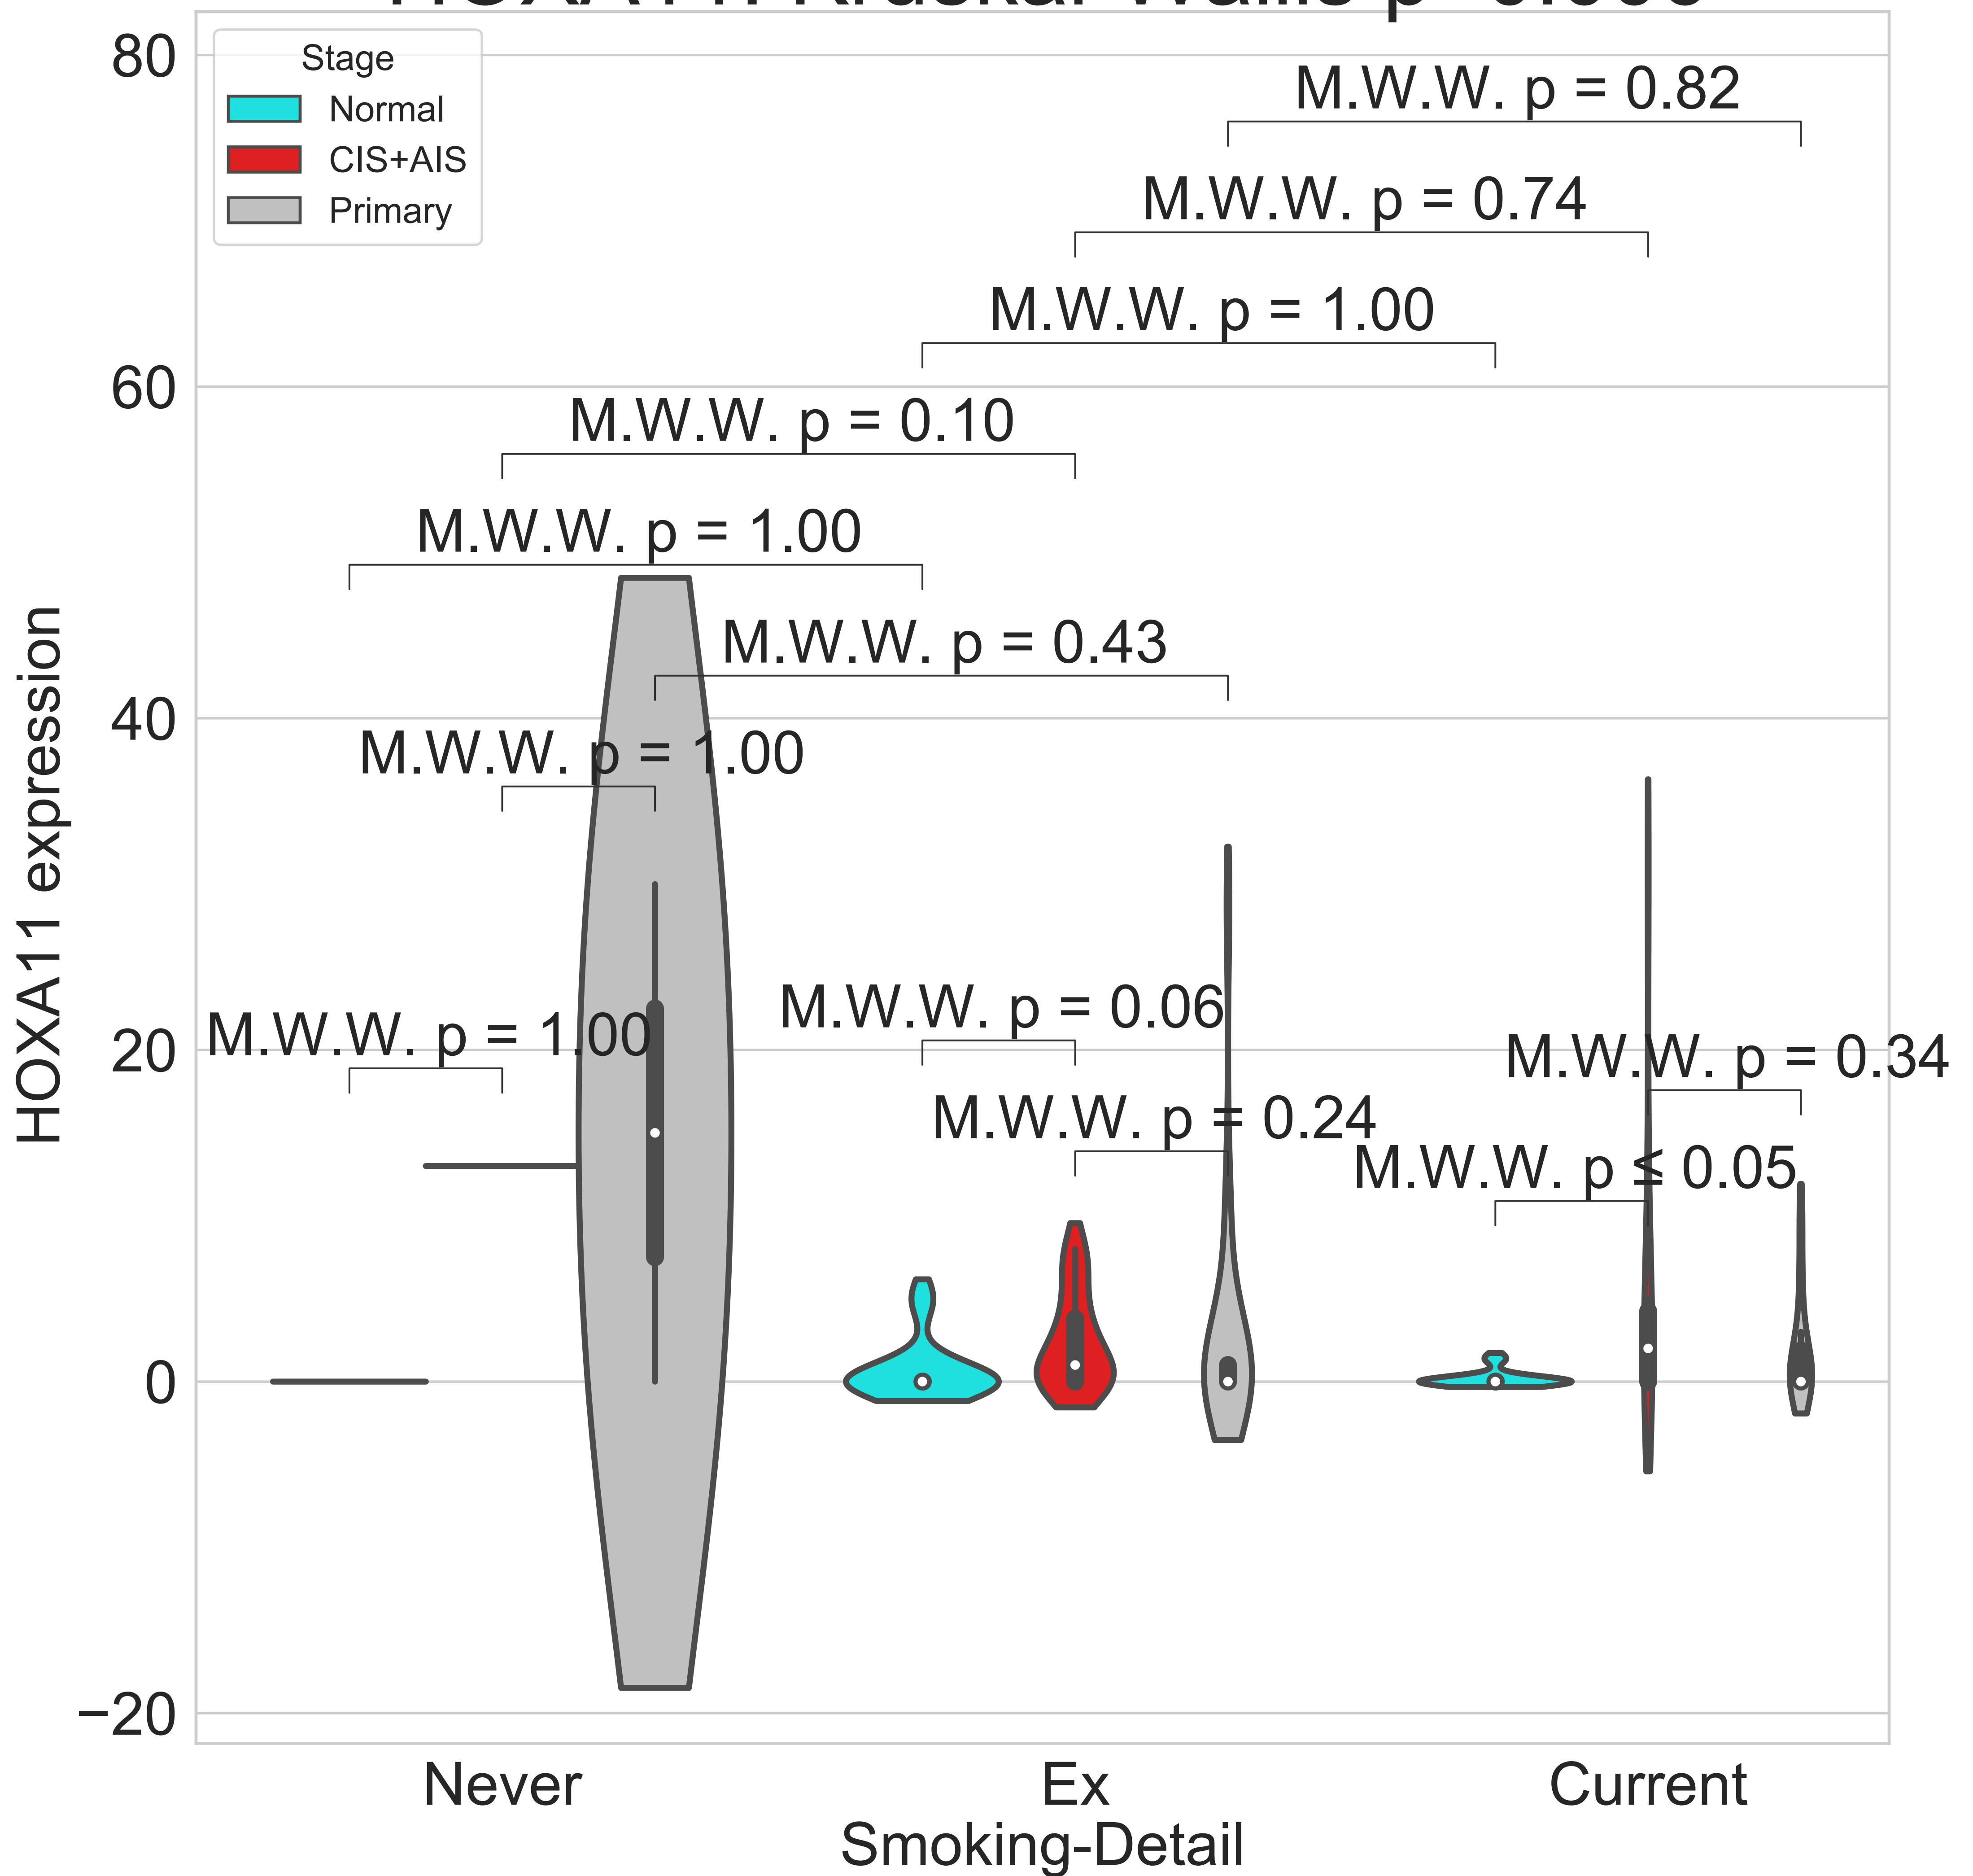 80
60
40
20
0
−20
HOXA11 expression
Stage
Normal
CIS+AIS
Primary
M.W.W. p = 0.82
M.W.W. p = 0.74
M.W.W. p = 1.00
M.W.W. p = 0.10
M.W.W. p = 1.00
M.W.W. p = 0.43
M.W.W. p = 1.00
M.W.W. p = 0.06
M.W.W. p = 1.00
M.W.W. p = 0.34
M.W.W. p = 0.24
M.W.W. p ≤ 0.05
Never
Ex
Current
Smoking-Detail